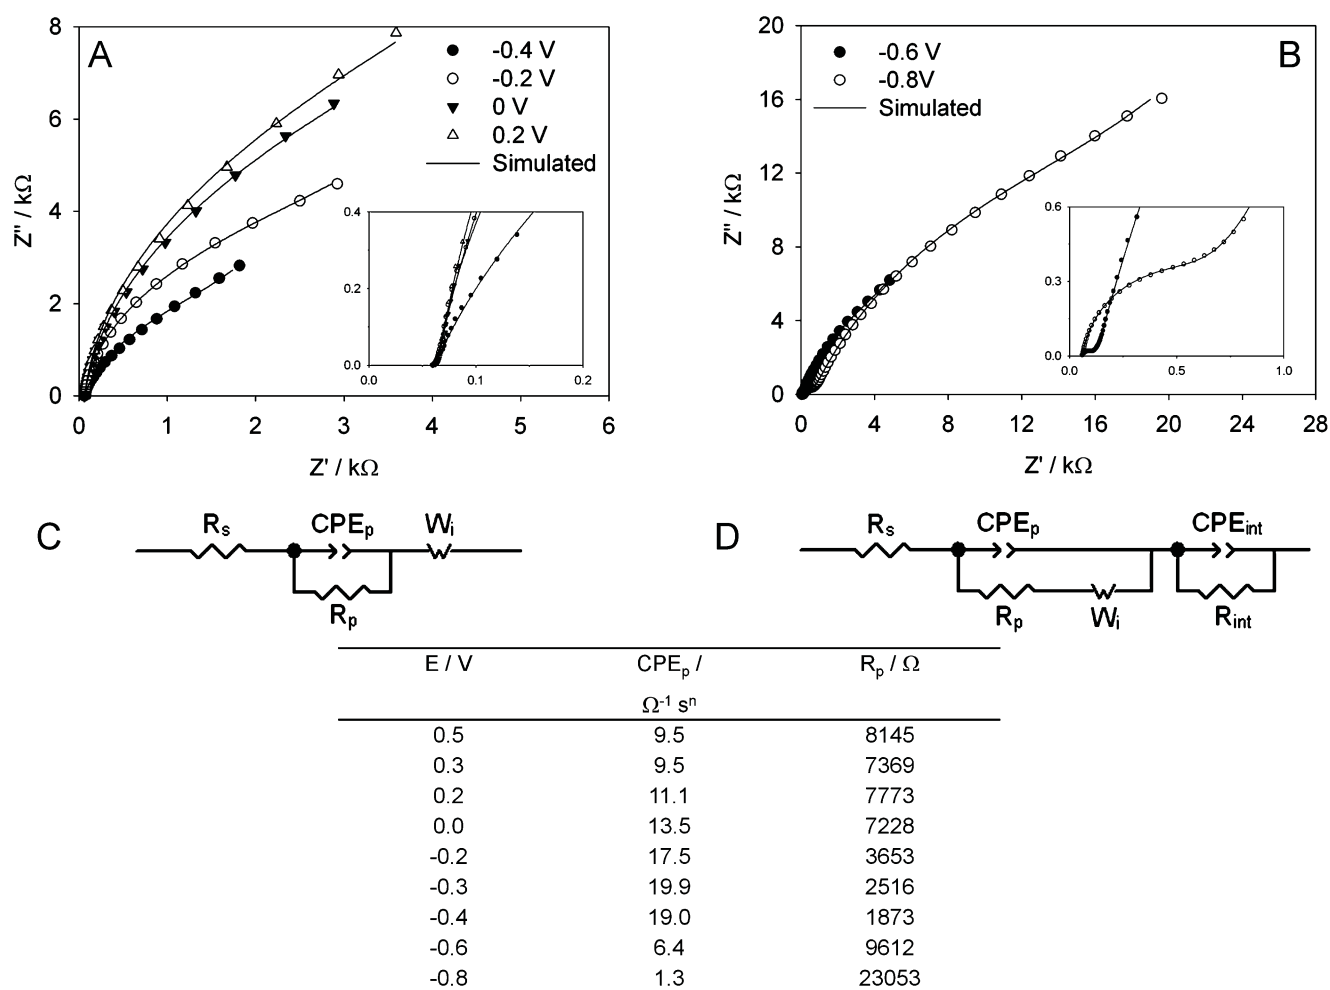 A
8
6
4
2
0
Z'' / kΩ
0 1 2 3 4 5 6
Z' / kΩ
-0.4 V
-0.2 V
0 V
0.2 V
Simulated
0.4
0.2
0.0
0.0 0.1 0.2
B
20
16
12
8
4
0
Z'' / kΩ
0 4 8 12 16 20 24 28
Z' / kΩ
-0.6 V
-0.8V
Simulated
0.6
0.3
0.0
0.0 0.5 1.0
C
Rs CPEp Wi
Rp
D
Rs CPEp CPEint
Rp Wi Rint
E / V CPEp / Rp / Ω
Ω-1 sn
0.5 9.5 8145
0.3 9.5 7369
0.2 11.1 7773
0.0 13.5 7228
-0.2 17.5 3653
-0.3 19.9 2516
-0.4 19.0 1873
-0.6 6.4 9612
-0.8 1.3 23053